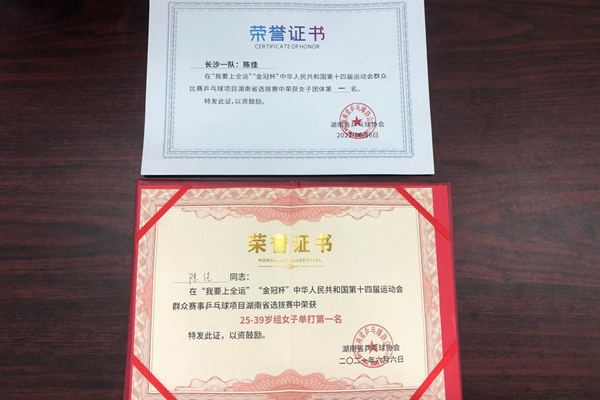 荣誉证书
CERTIFICATE OF HONOR
长沙一队：陈佳
在“我要上全运”“金冠杯”中华人民共和国第十四届运动会群众
比赛乒乓球项目湖南省选拔赛中荣获女子团体第一名。
特发此证，以资鼓励。
湖南省乒乓球协会
荣誉证书
HONORARY CREDENTIAL
陈佳 同志：
在“我要上全运”“金冠杯”中华人民共和国第十四届运动会
群众赛事乒乓球项目湖南省选拔赛中荣获
25-39岁组女子单打第一名
特发此证，以资鼓励。
湖南省乒乓球协会
二〇二一年六月六日